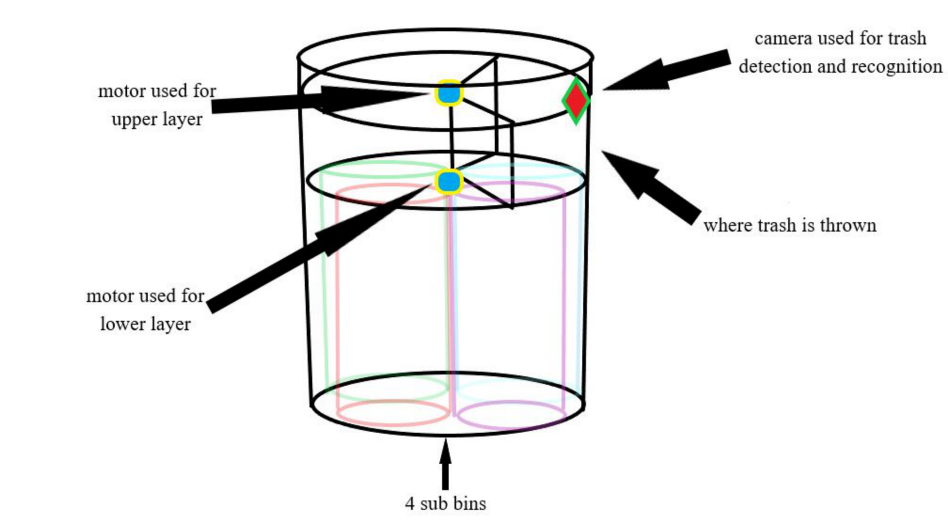 camera used for trash
detection and recognition
motor used for
upper layer
where trash is thrown
motor used for
lower layer
4 sub bins